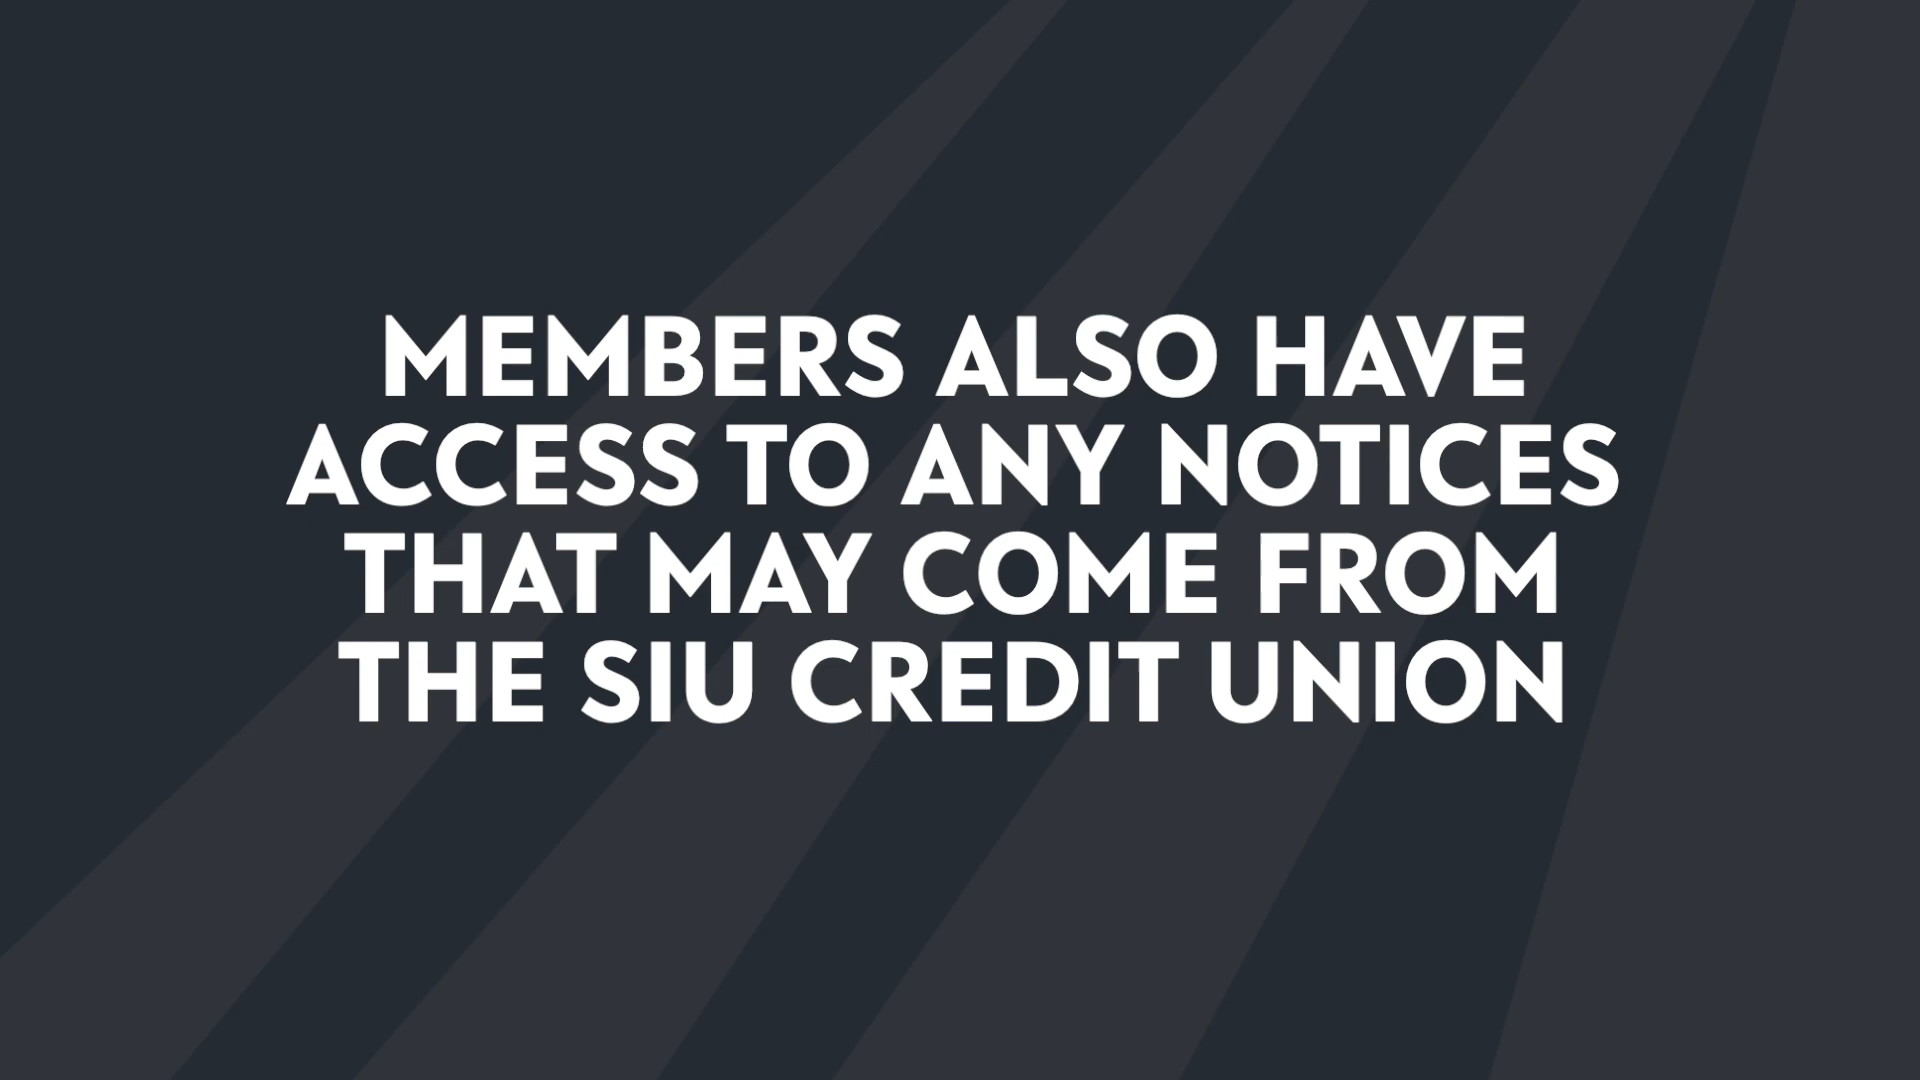 MEMBERS ALSO HAVE
ACCESS TO ANY NOTICES
THAT MAY COME FROM
THE SIU CREDIT UNION